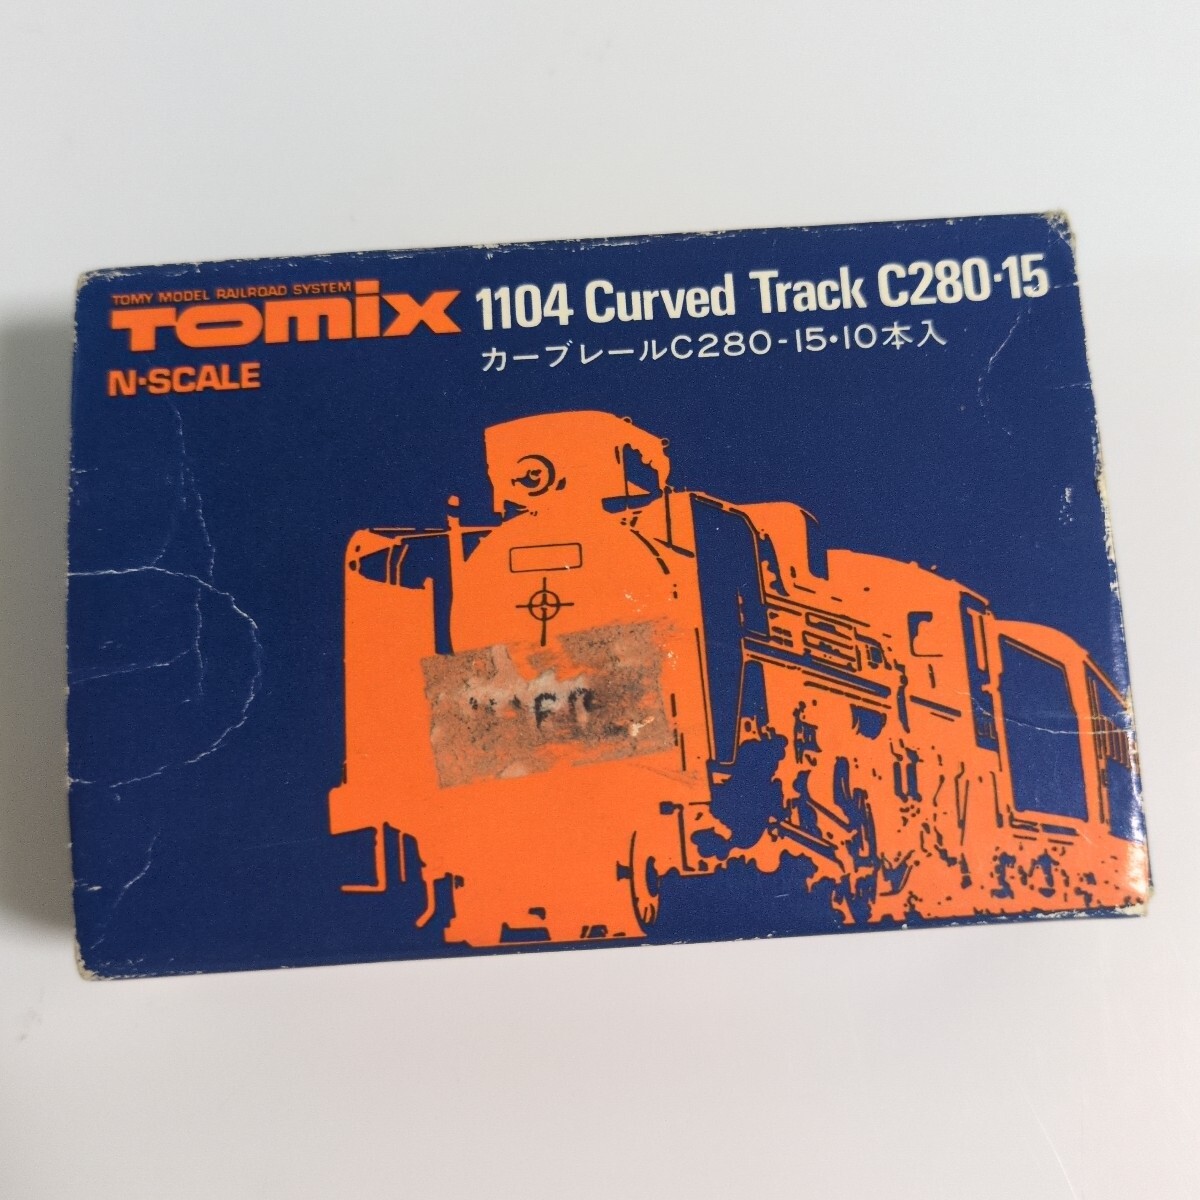 TOMY MODEL RAILROAD SYSTEM
TOMIX
N-SCALE
1104 Curved Track C280·15
カーブレールC280-15•10本入